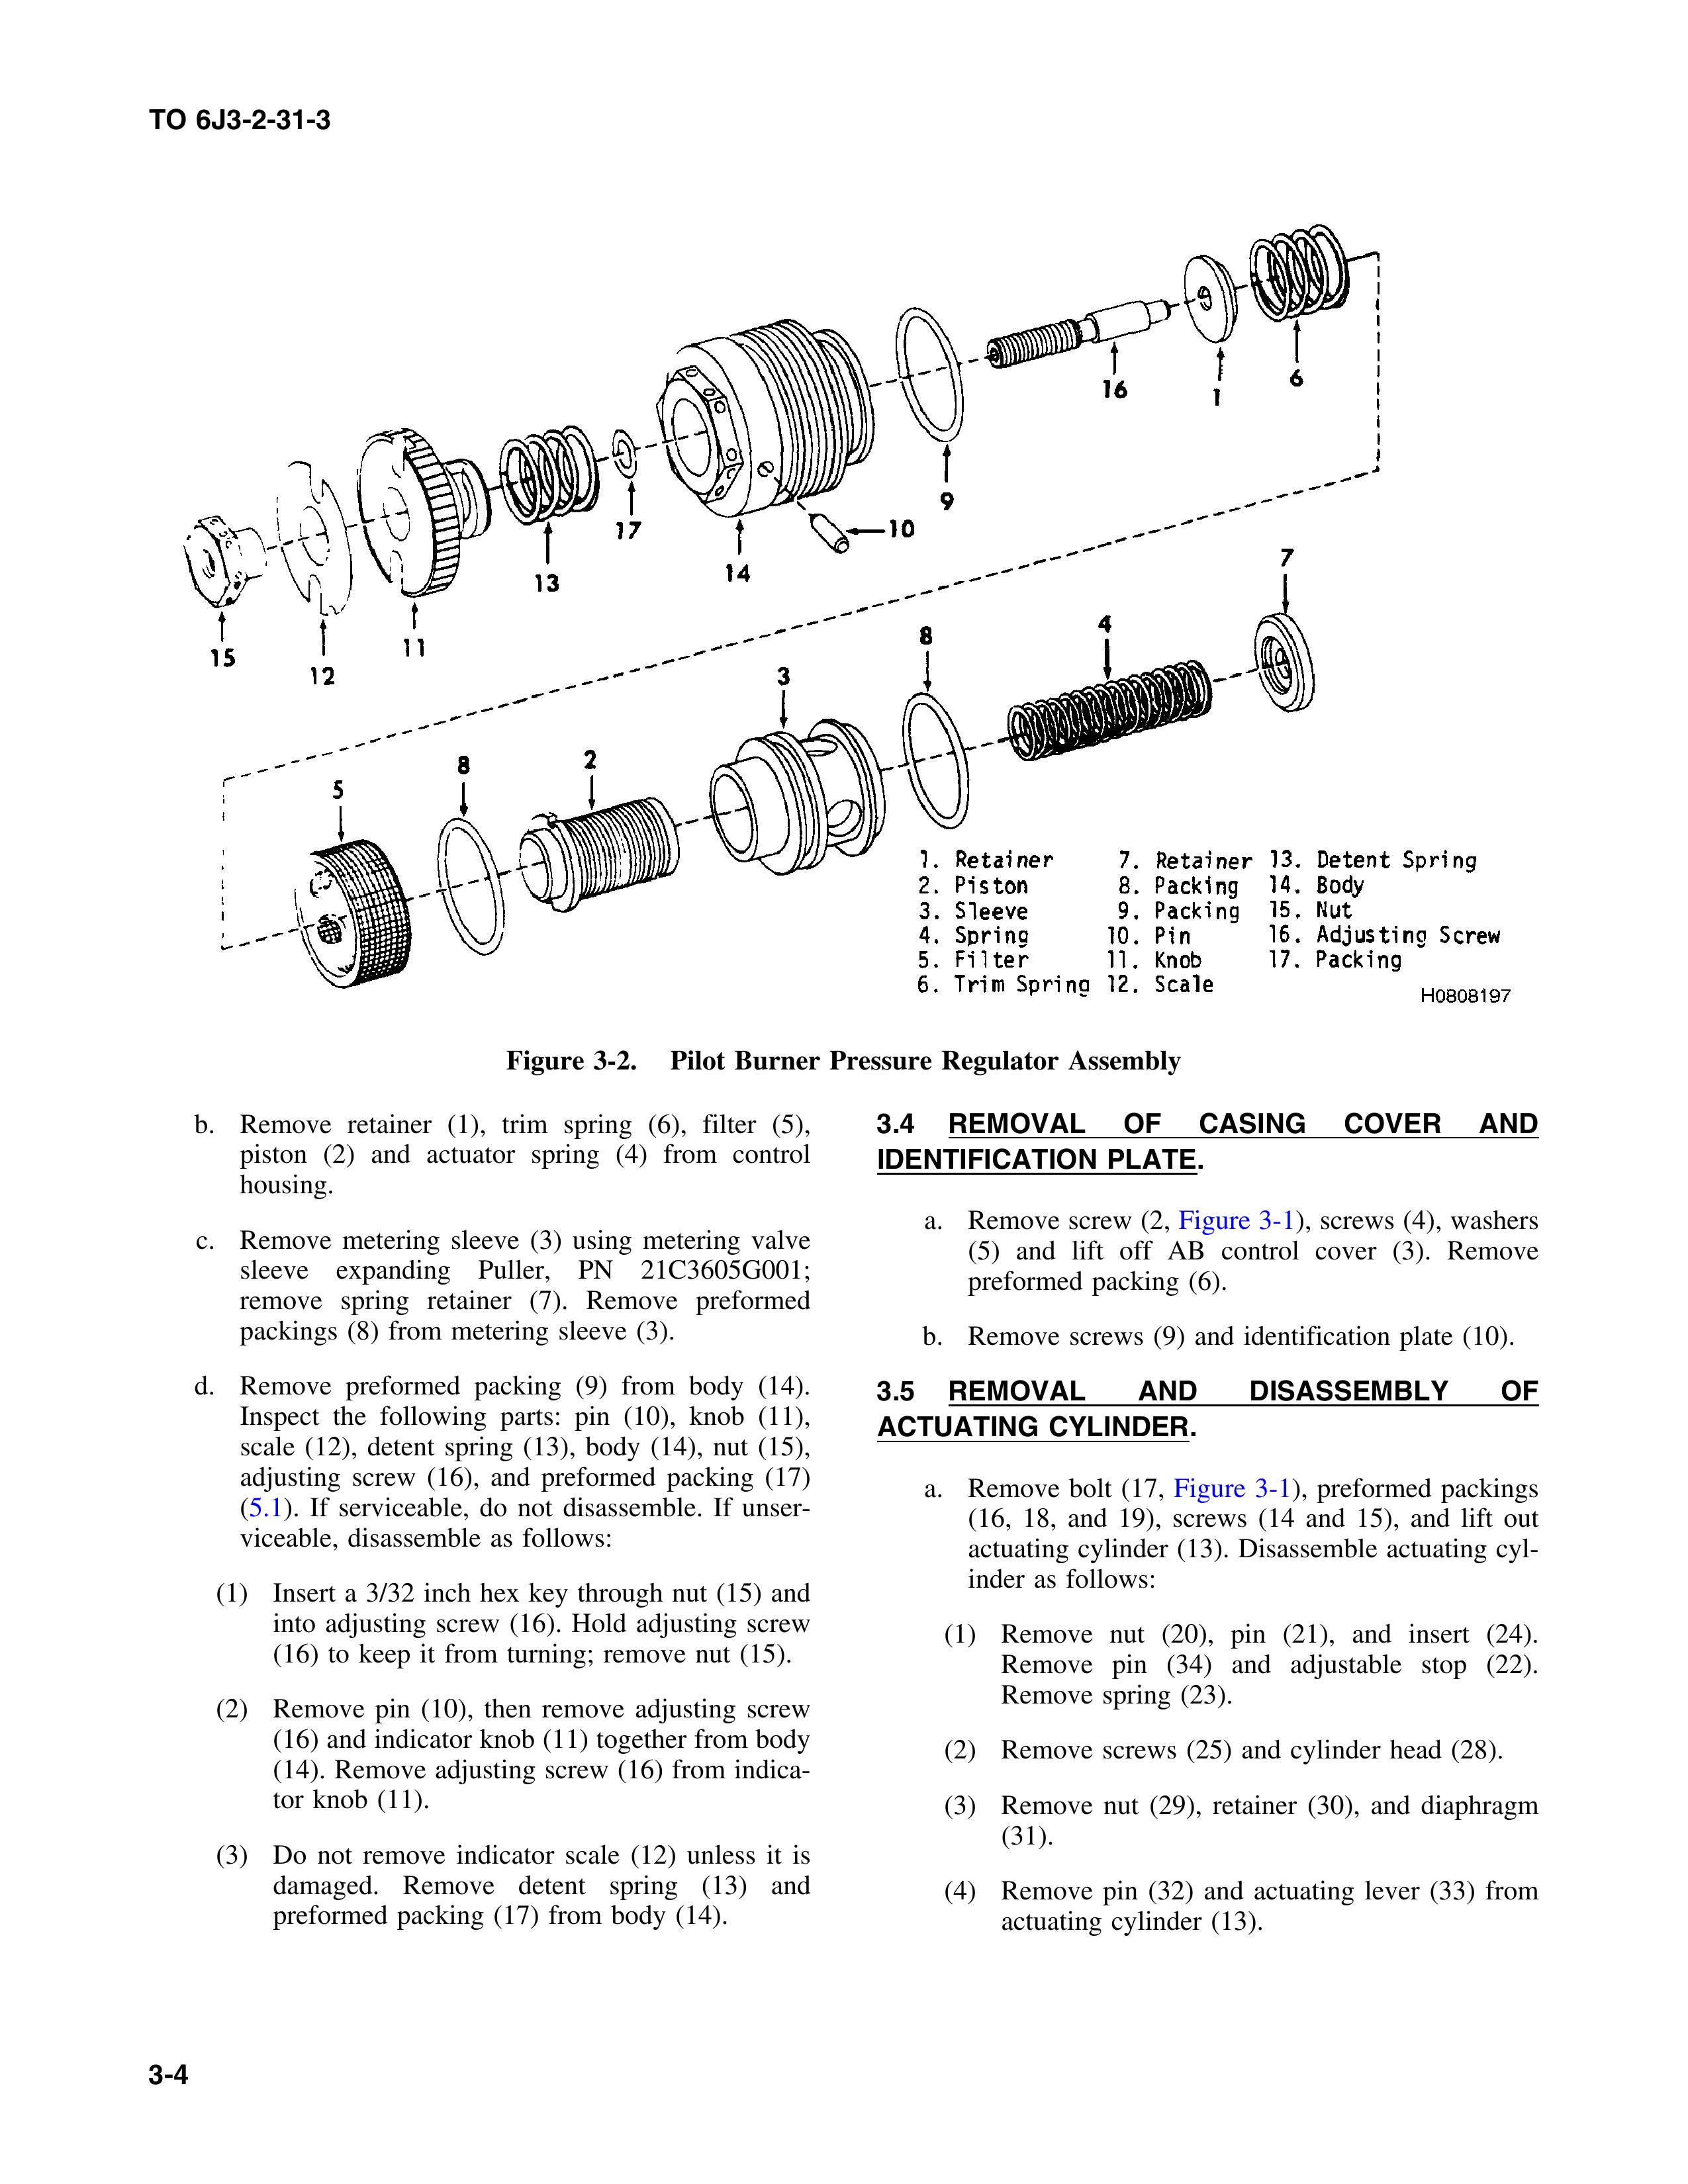 TO 6J3-2-31-3
6
1
16
9
17
10
14
13
11
12
15
7
4
8
3
2
8
5
1. Retainer 7. Retainer 13. Detent Spring
2. Piston 8. Packing 14. Body
3. Sleeve 9. Packing 15. Nut
4. Spring 10. Pin 16. Adjusting Screw
5. Filter 11. Knob 17. Packing
6. Trim Spring 12. Scale
H0808197
Figure 3-2. Pilot Burner Pressure Regulator Assembly
b. Remove retainer (1), trim spring (6), filter (5),
piston (2) and actuator spring (4) from control
housing.
c. Remove metering sleeve (3) using metering valve
sleeve expanding Puller, PN 21C3605G001;
remove spring retainer (7). Remove preformed
packings (8) from metering sleeve (3).
d. Remove preformed packing (9) from body (14).
Inspect the following parts: pin (10), knob (11),
scale (12), detent spring (13), body (14), nut (15),
adjusting screw (16), and preformed packing (17)
(5.1). If serviceable, do not disassemble. If unser-
viceable, disassemble as follows:
(1) Insert a 3/32 inch hex key through nut (15) and
into adjusting screw (16). Hold adjusting screw
(16) to keep it from turning; remove nut (15).
(2) Remove pin (10), then remove adjusting screw
(16) and indicator knob (11) together from body
(14). Remove adjusting screw (16) from indica-
tor knob (11).
(3) Do not remove indicator scale (12) unless it is
damaged. Remove detent spring (13) and
preformed packing (17) from body (14).
3.4 REMOVAL OF CASING COVER AND
IDENTIFICATION PLATE.
a. Remove screw (2, Figure 3-1), screws (4), washers
(5) and lift off AB control cover (3). Remove
preformed packing (6).
b. Remove screws (9) and identification plate (10).
3.5 REMOVAL AND DISASSEMBLY OF
ACTUATING CYLINDER.
a. Remove bolt (17, Figure 3-1), preformed packings
(16, 18, and 19), screws (14 and 15), and lift out
actuating cylinder (13). Disassemble actuating cyl-
inder as follows:
(1) Remove nut (20), pin (21), and insert (24).
Remove pin (34) and adjustable stop (22).
Remove spring (23).
(2) Remove screws (25) and cylinder head (28).
(3) Remove nut (29), retainer (30), and diaphragm
(31).
(4) Remove pin (32) and actuating lever (33) from
actuating cylinder (13).
3-4